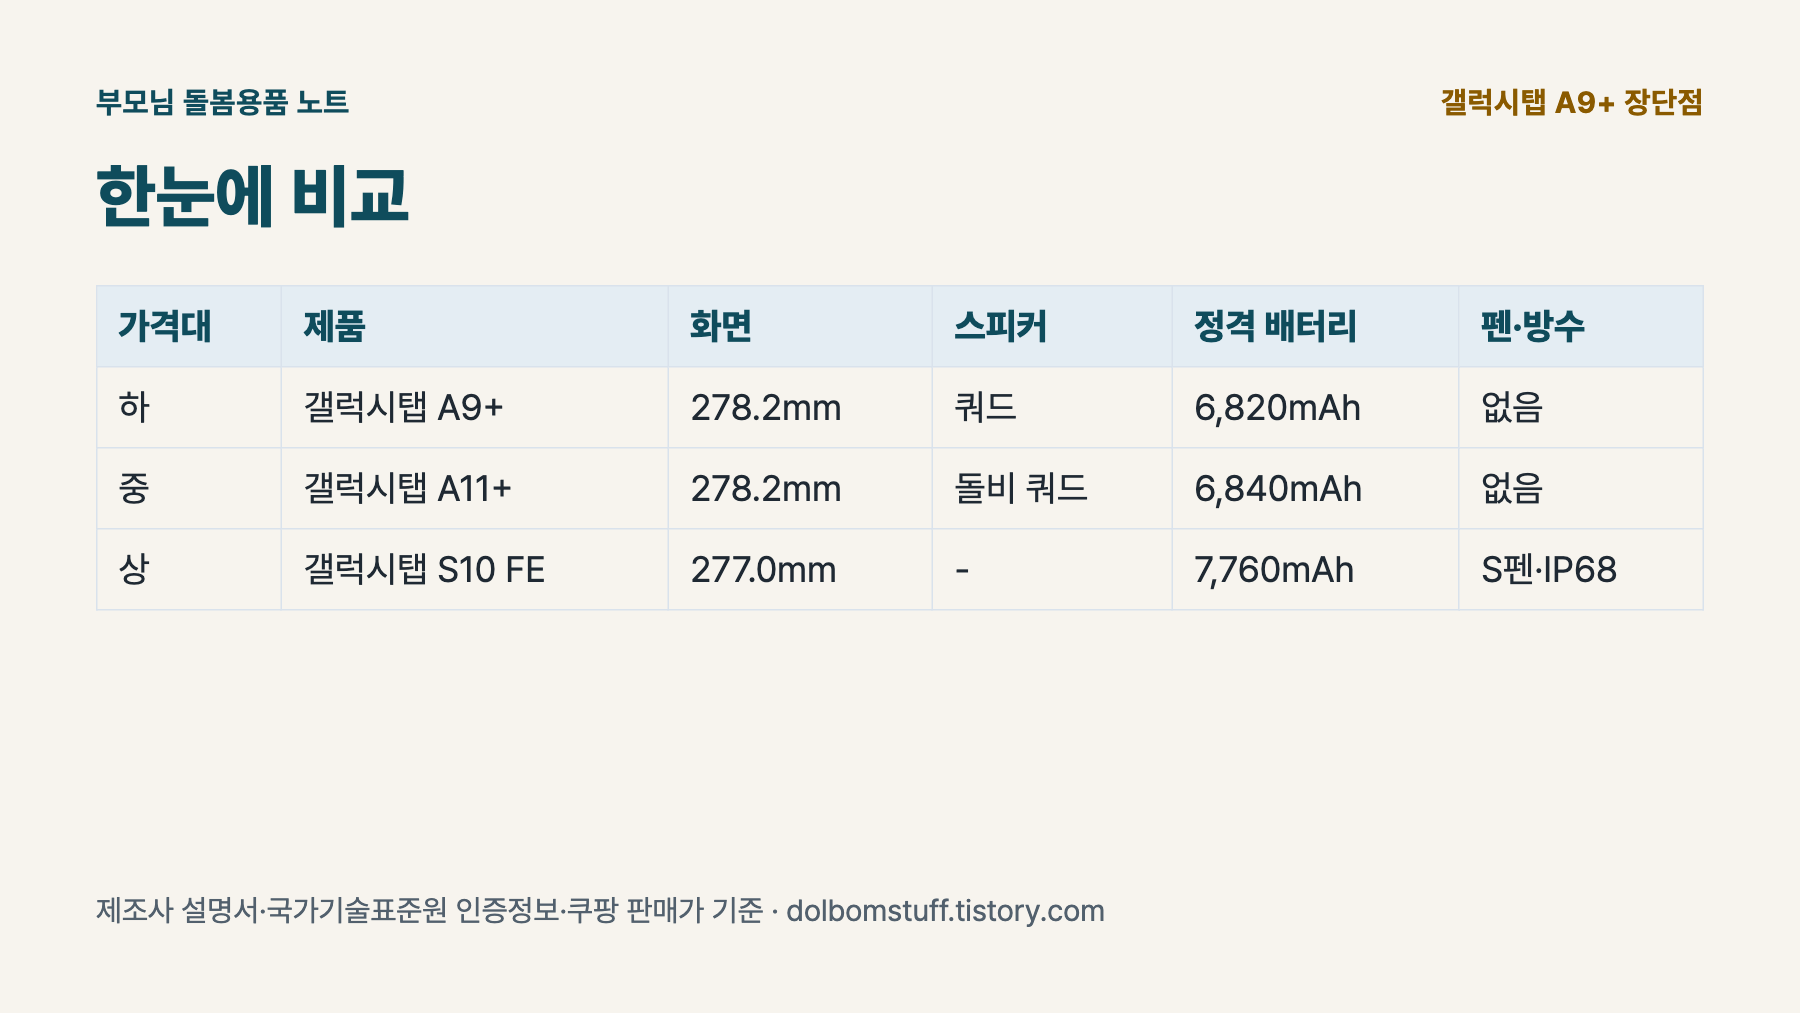 부모님 돌봄용품 노트
갤럭시탭 A9+ 장단점
한눈에 비교
가격대 제품 화면 스피커 정격 배터리 펜·방수
하 갤럭시탭 A9+ 278.2mm 쿼드 6,820mAh 없음
중 갤럭시탭 A11+ 278.2mm 돌비 쿼드 6,840mAh 없음
상 갤럭시탭 S10 FE 277.0mm - 7,760mAh S펜·IP68
제조사 설명서·국가기술표준원 인증정보·쿠팡 판매가 기준 · dolbomstuff.tistory.com